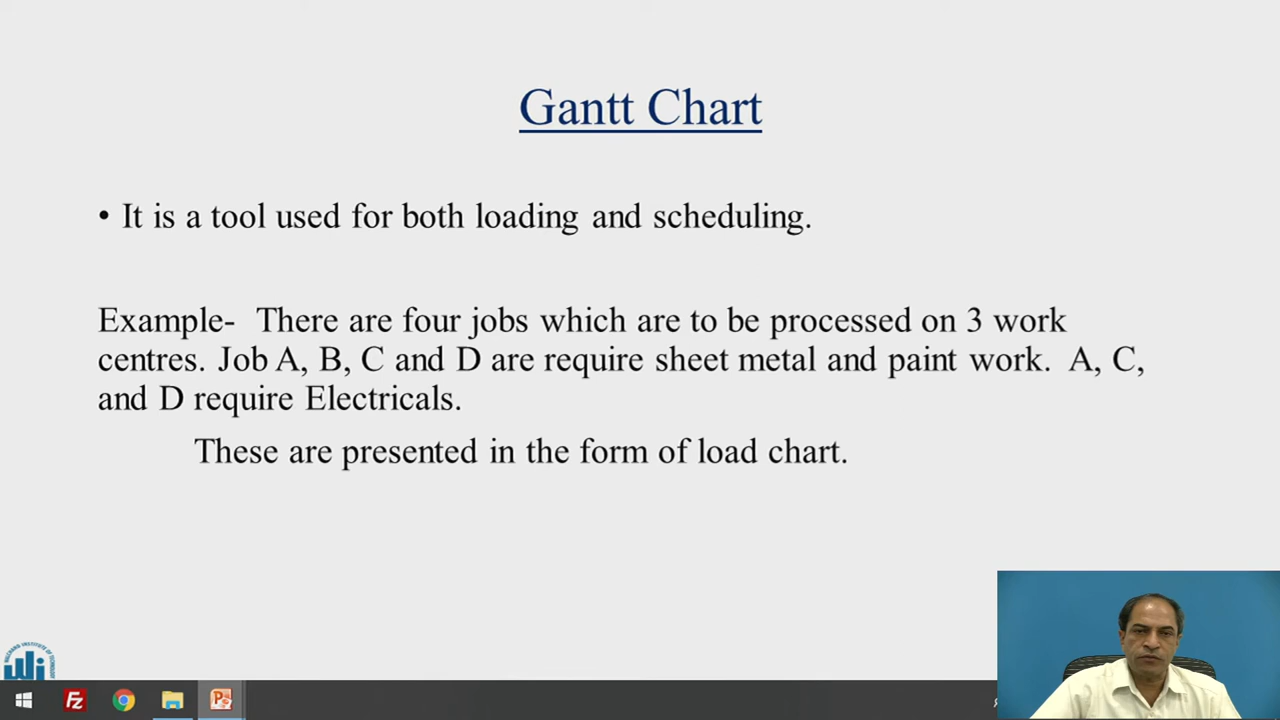 Gantt Chart
• It is a tool used for both loading and scheduling.
Example- There are four jobs which are to be processed on 3 work
centres. Job A, B, C and D are require sheet metal and paint work. A, C,
and D require Electricals.
These are presented in the form of load chart.